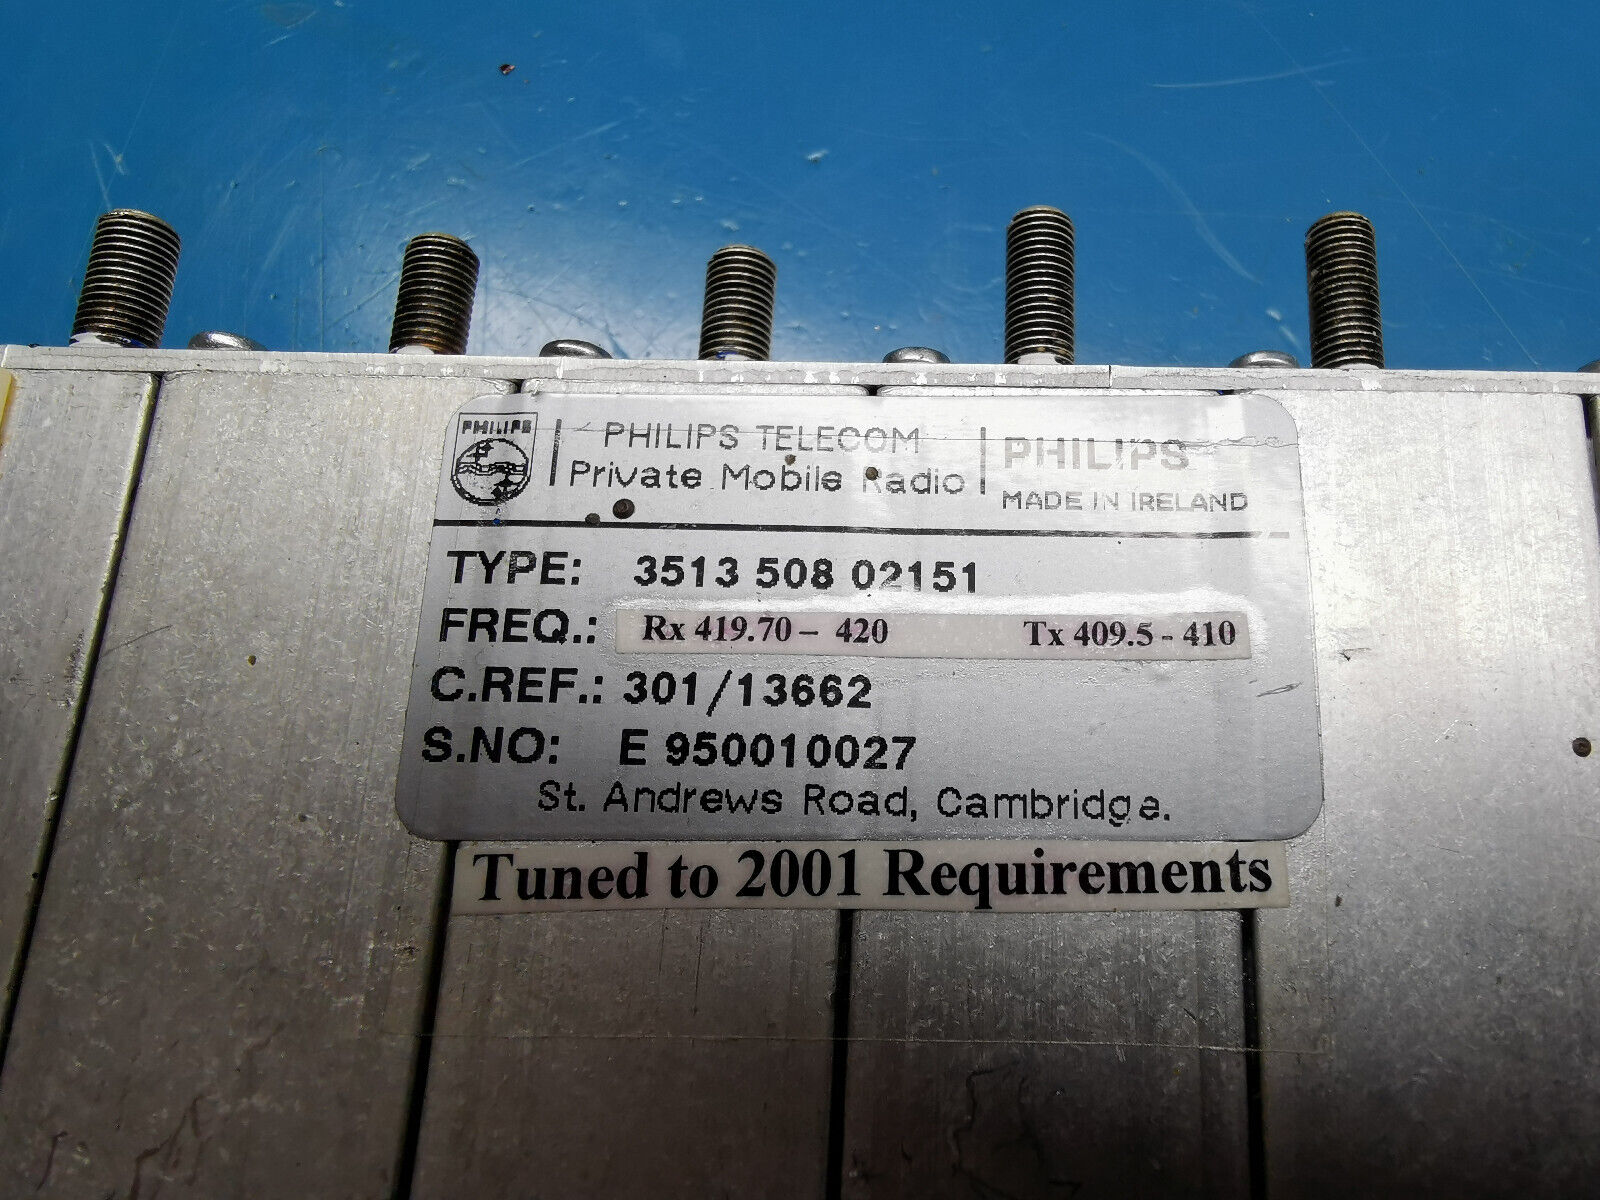 PHILIPS
PHILIPS TELECOM
Private Mobile Radio
PHILIPS
MADE IN IRELAND
TYPE: 3513 508 02151
FREQ.: Rx 419.70 – 420 Tx 409.5 - 410
C.REF.: 301/13662
S.NO: E 950010027
St. Andrews Road, Cambridge.
Tuned to 2001 Requirements